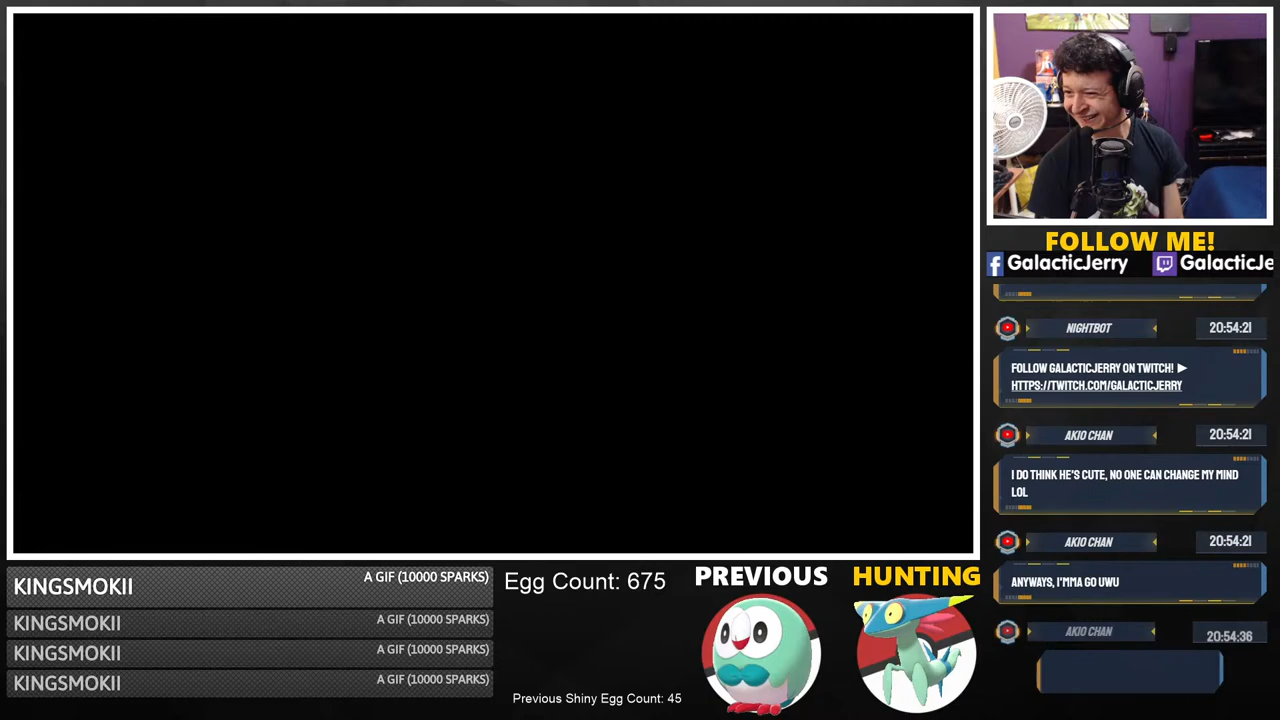 FOLLOW ME!
GalacticJerry GalacticJe
NIGHTBOT 20:54:21
FOLLOW GALACTICJERRY ON TWITCH! ►
HTTPS://TWITCH.COM/GALACTICJERRY
AKIO CHAN 20:54:21
I DO THINK HE'S CUTE, NO ONE CAN CHANGE MY MIND
LOL
AKIO CHAN 20:54:21
ANYWAYS, I'MMA GO UWU
AKIO CHAN 20:54:36
KINGSMOKII A GIF (10000 SPARKS)
KINGSMOKII A GIF (10000 SPARKS)
KINGSMOKII A GIF (10000 SPARKS)
KINGSMOKII A GIF (10000 SPARKS)
Egg Count: 675
PREVIOUS HUNTING
Previous Shiny Egg Count: 45